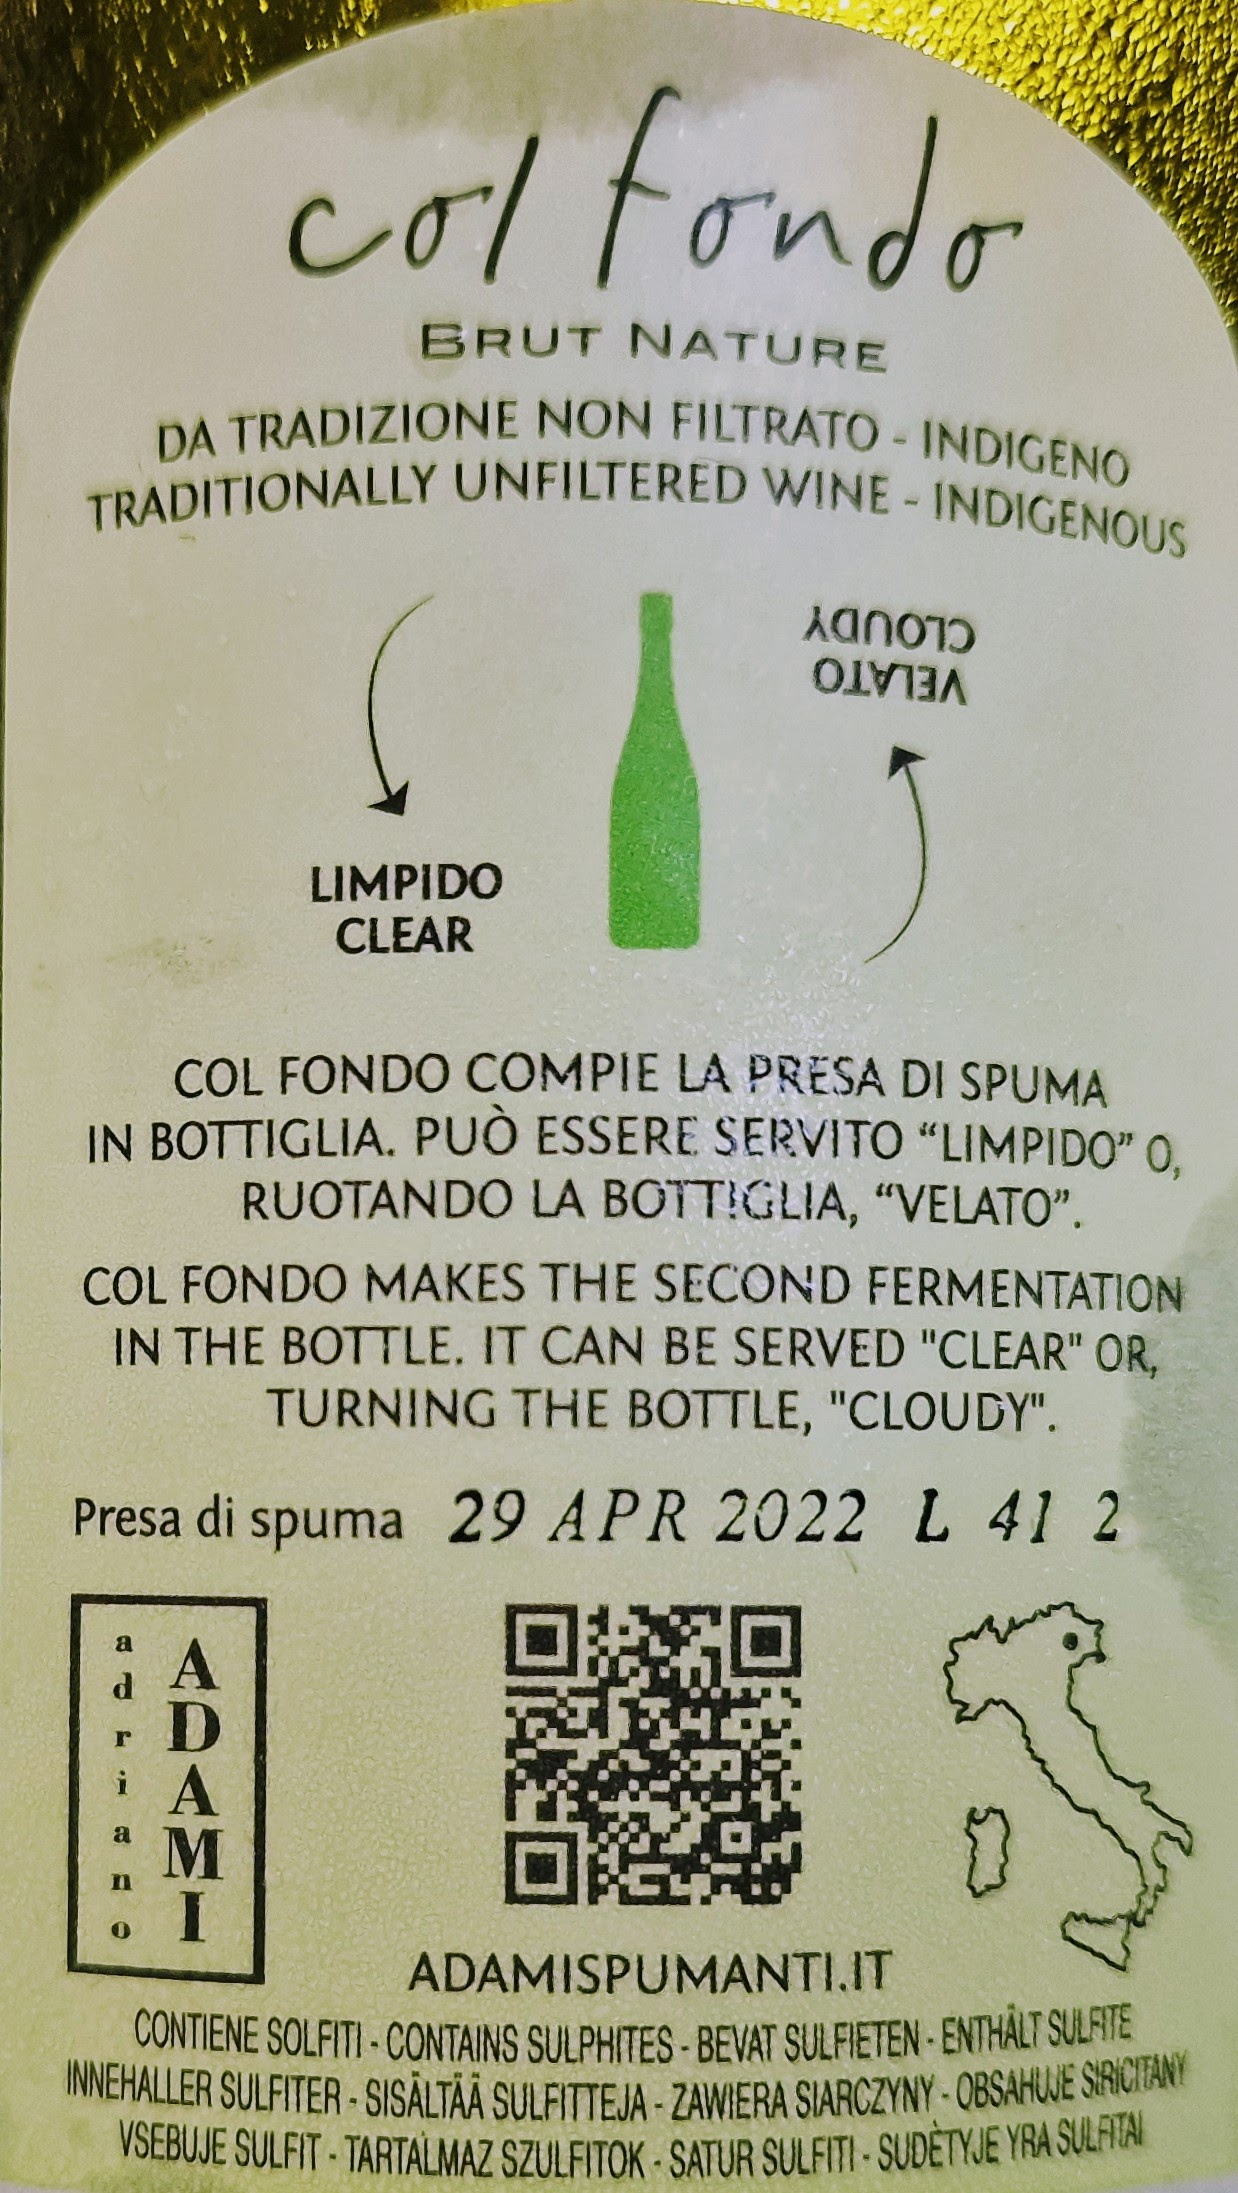 col fondo
BRUT NATURE
DA TRADIZIONE NON FILTRATO - INDIGENO
TRADITIONALLY UNFILTERED WINE - INDIGENOUS
VELATO
CLOUDY
LIMPIDO
CLEAR
COL FONDO COMPIE LA PRESA DI SPUMA
IN BOTTIGLIA. PUÒ ESSERE SERVITO “LIMPIDO” O,
RUOTANDO LA BOTTIGLIA, “VELATO”.
COL FONDO MAKES THE SECOND FERMENTATION
IN THE BOTTLE. IT CAN BE SERVED "CLEAR" OR,
TURNING THE BOTTLE, "CLOUDY".
Presa di spuma 29 APR 2022 L 41 2
adriano
ADAMI
ADAMISPUMANTI.IT
CONTIENE SOLFITI - CONTAINS SULPHITES - BEVAT SULFIETEN - ENTHÄLT SULFITE
INNEHALLER SULFITER - SISÄLTÄÄ SULFITTEJA - ZAWIERA SIARCZYNY - OBSAHUJE SIRICITANY
VSEBUJE SULFIT - TARTALMAZ SZULFITOK - SATUR SULFITI - SUDĖTYJE YRA SULFITAI